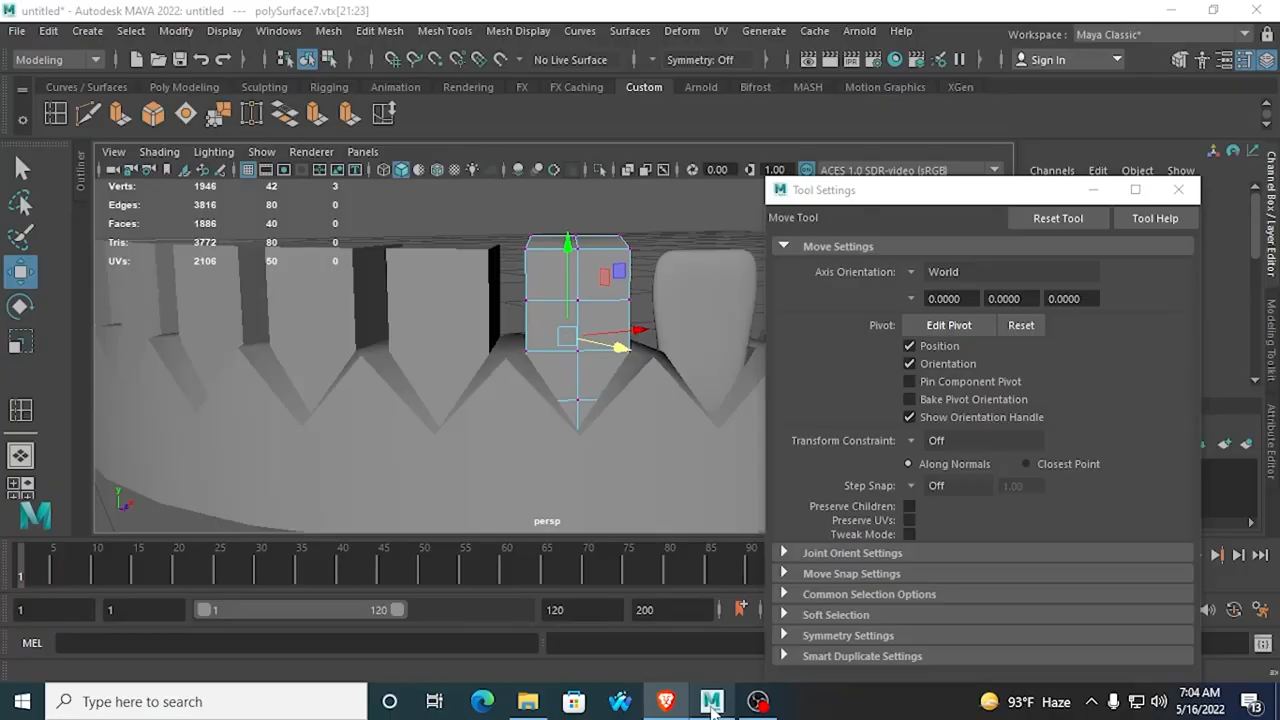 untitled* - Autodesk MAYA 2022: untitled --- polySurface7.vtx[21:23]
File Edit Create Select Modify Display Windows Mesh Edit Mesh Mesh Tools Mesh Display Curves Surfaces Deform UV Generate Cache Arnold Help Workspace : Maya Classic*
Modeling No Live Surface Symmetry: Off Sign In
Curves / Surfaces Poly Modeling Sculpting Rigging Animation Rendering FX FX Caching Custom Arnold Bifrost MASH Motion Graphics XGen
Outliner
View Shading Lighting Show Renderer Panels
Channels Edit Object Show
0.00 1.00 ACES 1.0 SDR-video (sRGB)
Verts: 1946 42 3
Edges: 3816 80 0
Faces: 1886 40 0
Tris: 3772 80 0
UVs: 2106 50 0
persp
Tool Settings
Move Tool Reset Tool Tool Help
Move Settings
Axis Orientation: World
0.0000 0.0000 0.0000
Pivot: Edit Pivot Reset
Position
Orientation
Pin Component Pivot
Bake Pivot Orientation
Show Orientation Handle
Transform Constraint: Off
Along Normals Closest Point
Step Snap: Off 1.00
Preserve Children:
Preserve UVs:
Tweak Mode:
Joint Orient Settings
Move Snap Settings
Common Selection Options
Soft Selection
Symmetry Settings
Smart Duplicate Settings
Channel Box / Layer Editor
Modeling Toolkit
Attribute Editor
5 10 15 20 25 30 35 40 45 50 55 60 65 70 75 80 85 90
1
1 1 1 120 120 200
MEL
Type here to search
93°F Haze
7:04 AM
5/16/2022
13